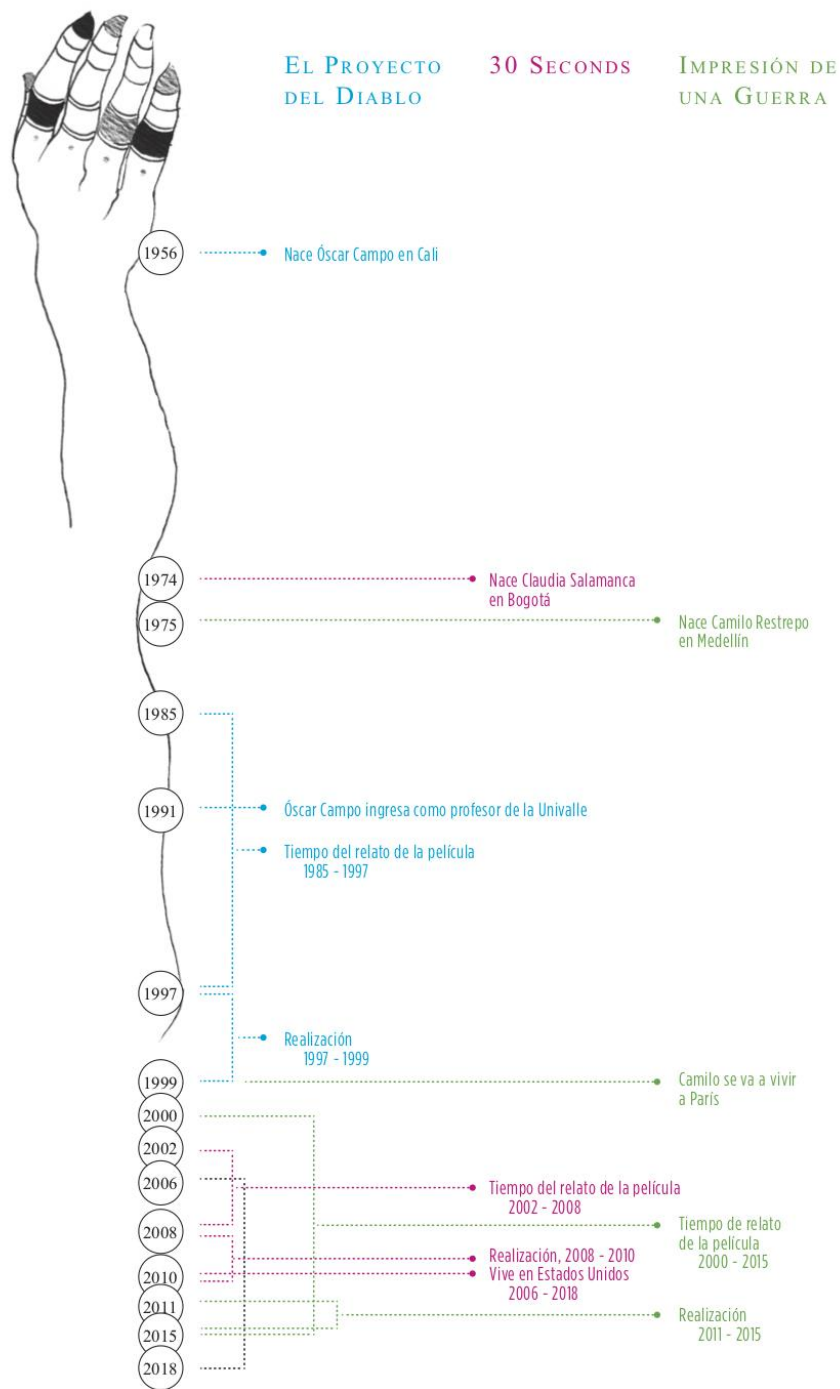 El Proyecto
del Diablo
30 Seconds
Impresión de
una Guerra
1956
Nace Óscar Campo en Cali
1974
Nace Claudia Salamanca
en Bogotá
1975
Nace Camilo Restrepo
en Medellín
1985
1991
Óscar Campo ingresa como profesor de la Univalle
Tiempo del relato de la película
1985 - 1997
1997
Realización
1997 - 1999
1999
Camilo se va a vivir
a París
2000
2002
2006
Tiempo del relato de la película
2002 - 2008
2008
Tiempo de relato
de la película
2000 - 2015
Realización, 2008 - 2010
2010
Vive en Estados Unidos
2006 - 2018
2011
Realización
2011 - 2015
2015
2018